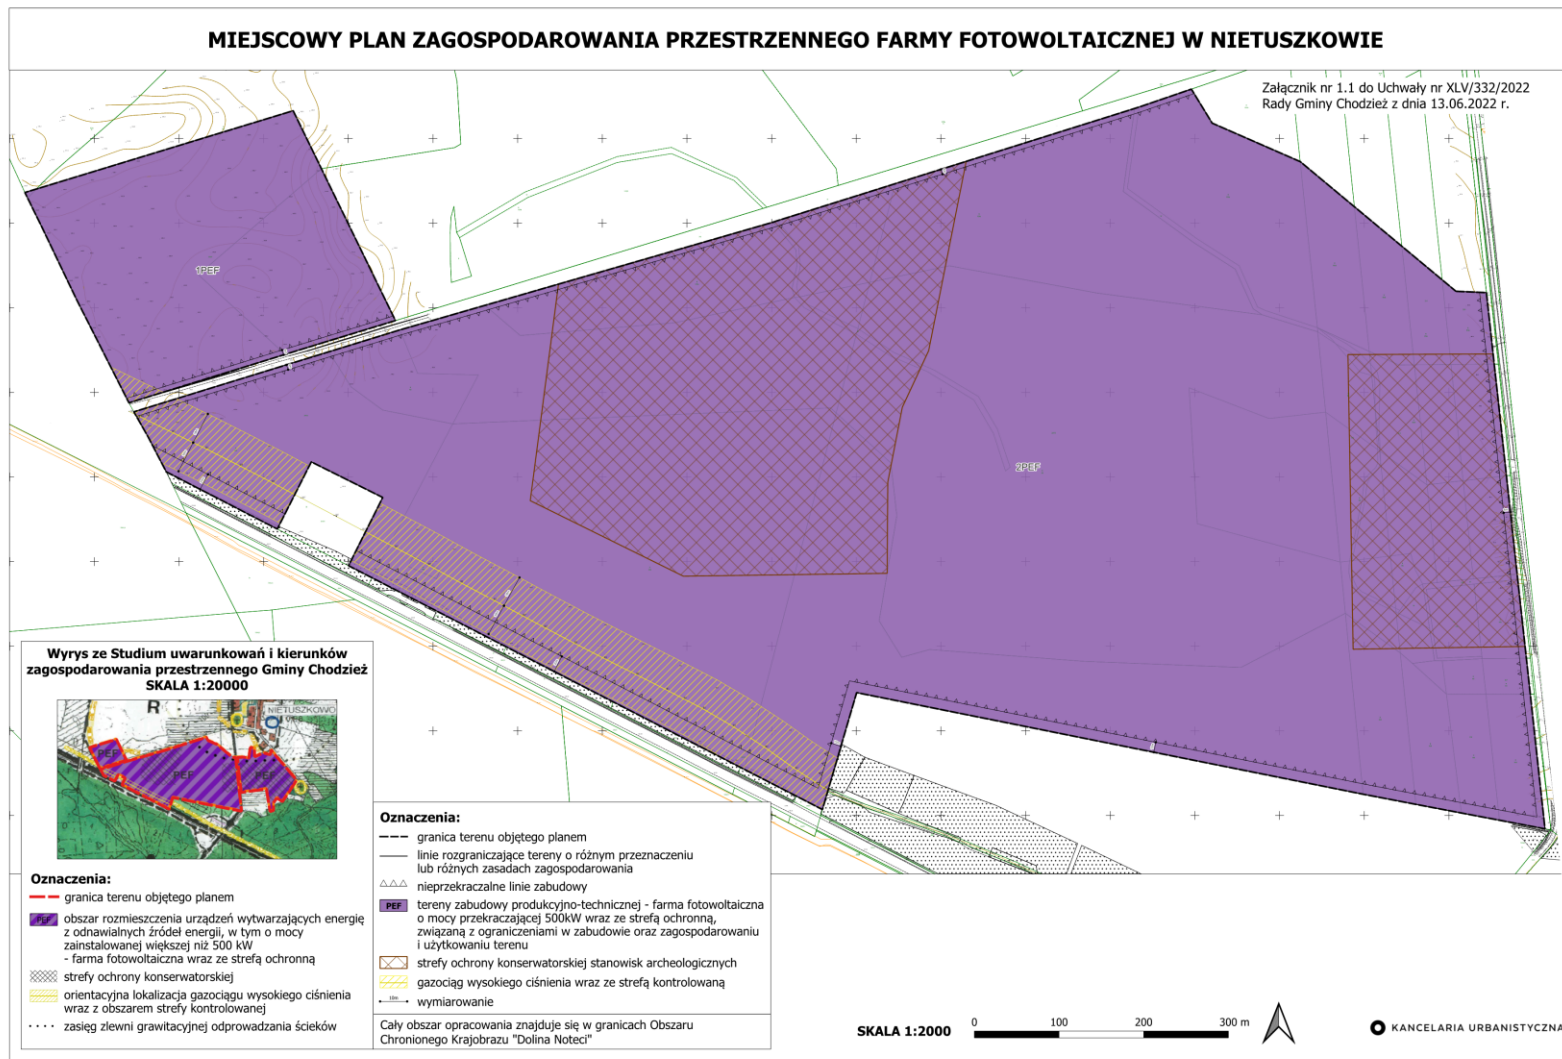 MIEJSCOWY PLAN ZAGOSPODAROWANIA PRZESTRZENNEGO FARMY FOTOWOLTAICZNEJ W NIETUSZKOWIE
Załącznik nr 1.1 do Uchwały nr XLV/332/2022
Rady Gminy Chodzież z dnia 13.06.2022 r.
1PEF
2PEF
Wyrys ze Studium uwarunkowań i kierunków
zagospodarowania przestrzennego Gminy Chodzież
SKALA 1:20000
R
NIETUSZKOWO
PEF
PEF
PEF
Oznaczenia:
granica terenu objętego planem
PEF obszar rozmieszczenia urządzeń wytwarzających energię
z odnawialnych źródeł energii, w tym o mocy
zainstalowanej większej niż 500 kW
- farma fotowoltaiczna wraz ze strefą ochronną
strefy ochrony konserwatorskiej
orientacyjna lokalizacja gazociągu wysokiego ciśnienia
wraz z obszarem strefy kontrolowanej
zasięg zlewni grawitacyjnej odprowadzania ścieków
Oznaczenia:
granica terenu objętego planem
linie rozgraniczające tereny o różnym przeznaczeniu
lub różnych zasadach zagospodarowania
nieprzekraczalne linie zabudowy
PEF tereny zabudowy produkcyjno-technicznej - farma fotowoltaiczna
o mocy przekraczającej 500kW wraz ze strefą ochronną,
związaną z ograniczeniami w zabudowie oraz zagospodarowaniu
i użytkowaniu terenu
strefy ochrony konserwatorskiej stanowisk archeologicznych
gazociąg wysokiego ciśnienia wraz ze strefą kontrolowaną
10m wymiarowanie
Cały obszar opracowania znajduje się w granicach Obszaru
Chronionego Krajobrazu "Dolina Noteci"
SKALA 1:2000
0 100 200 300 m
KANCELARIA URBANISTYCZNA